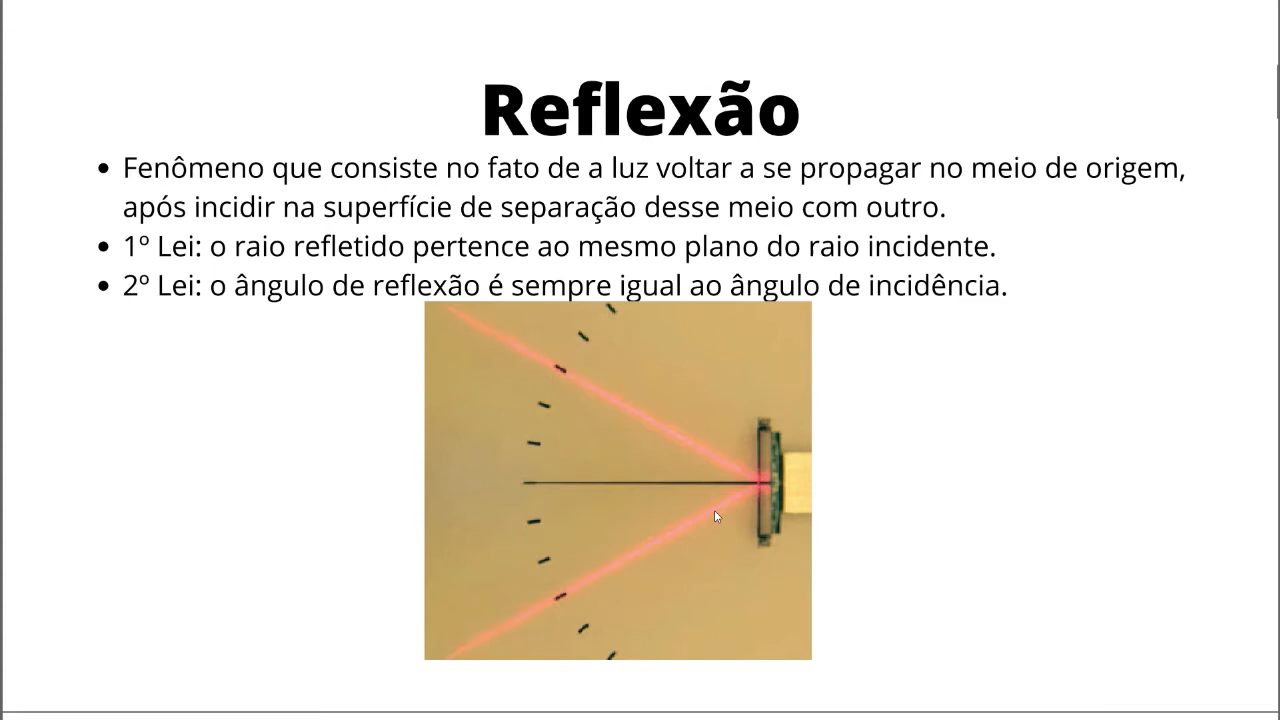 Reflexão
• Fenômeno que consiste no fato de a luz voltar a se propagar no meio de origem,
após incidir na superfície de separação desse meio com outro.
• 1º Lei: o raio refletido pertence ao mesmo plano do raio incidente.
• 2º Lei: o ângulo de reflexão é sempre igual ao ângulo de incidência.